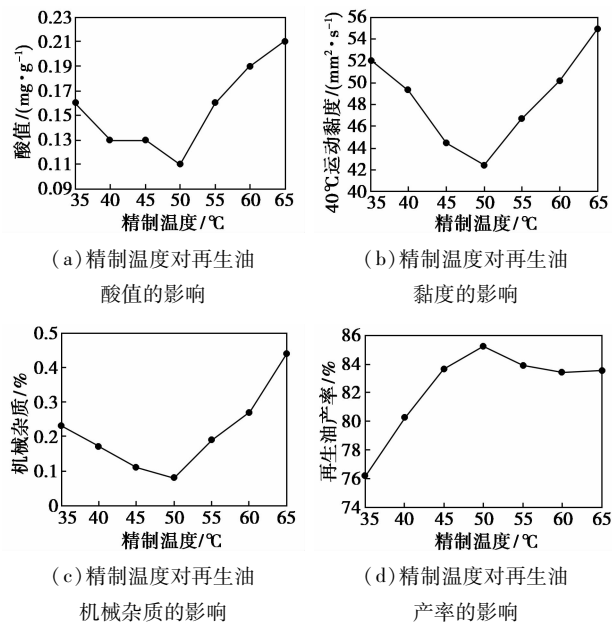 0.23
0.21
0.19
0.17
0.15
0.13
0.11
0.09
酸值/(mg·g⁻¹)
35 40 45 50 55 60 65
精制温度/℃
(a)精制温度对再生油
酸值的影响
56
54
52
50
48
46
44
42
40
40℃运动黏度/(mm²·s⁻¹)
35 40 45 50 55 60 65
精制温度/℃
(b)精制温度对再生油
黏度的影响
0.5
0.4
0.3
0.2
0.1
0
机械杂质/%
35 40 45 50 55 60 65
精制温度/℃
(c)精制温度对再生油
机械杂质的影响
86
84
82
80
78
76
74
再生油产率/%
35 40 45 50 55 60 65
精制温度/℃
(d)精制温度对再生油
产率的影响